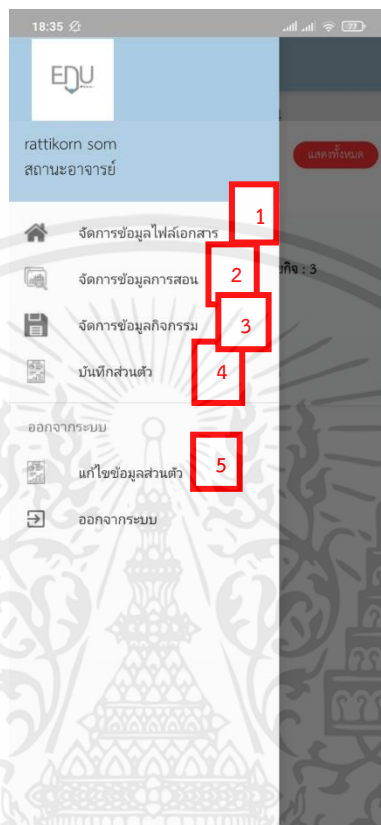 18:35
77
EDU
rattikorn som
สถานะอาจารย์
แสดงทั้งหมด
จัดการข้อมูลไฟล์เอกสาร
1
จัดการข้อมูลการสอน
2
กิจ : 3
จัดการข้อมูลกิจกรรม
3
บันทึกส่วนตัว
4
ออกจากระบบ
แก้ไขข้อมูลส่วนตัว
5
ออกจากระบบ